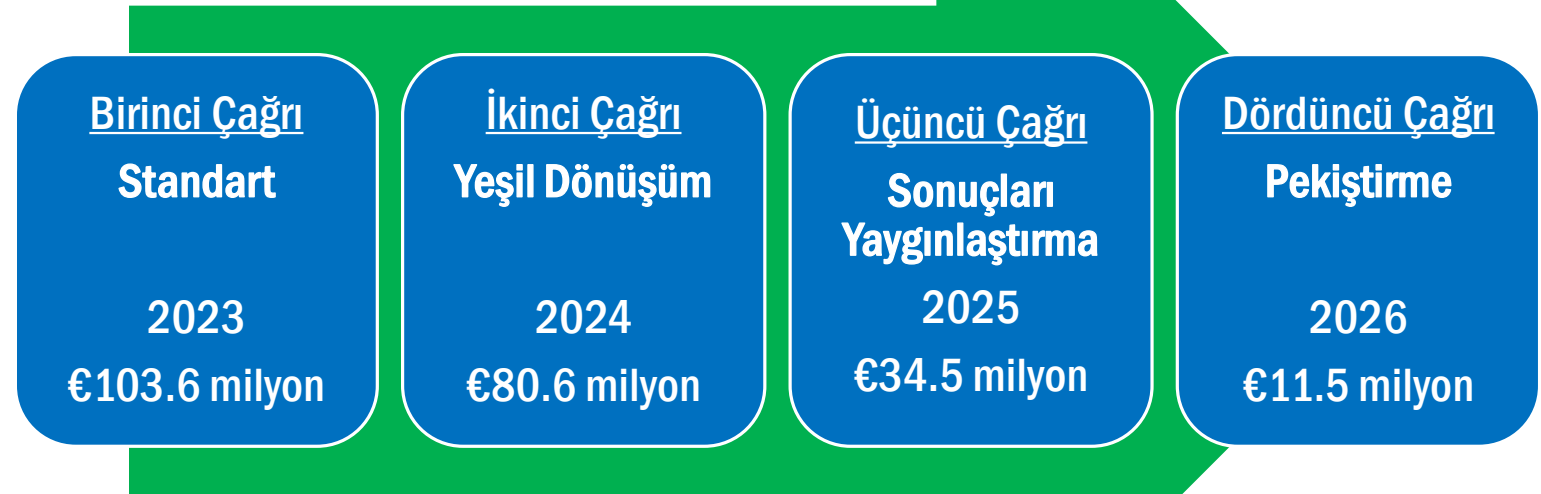 Birinci Çağrı
Standart
2023
€103.6 milyon
İkinci Çağrı
Yeşil Dönüşüm
2024
€80.6 milyon
Üçüncü Çağrı
Sonuçları
Yaygınlaştırma
2025
€34.5 milyon
Dördüncü Çağrı
Pekiştirme
2026
€11.5 milyon